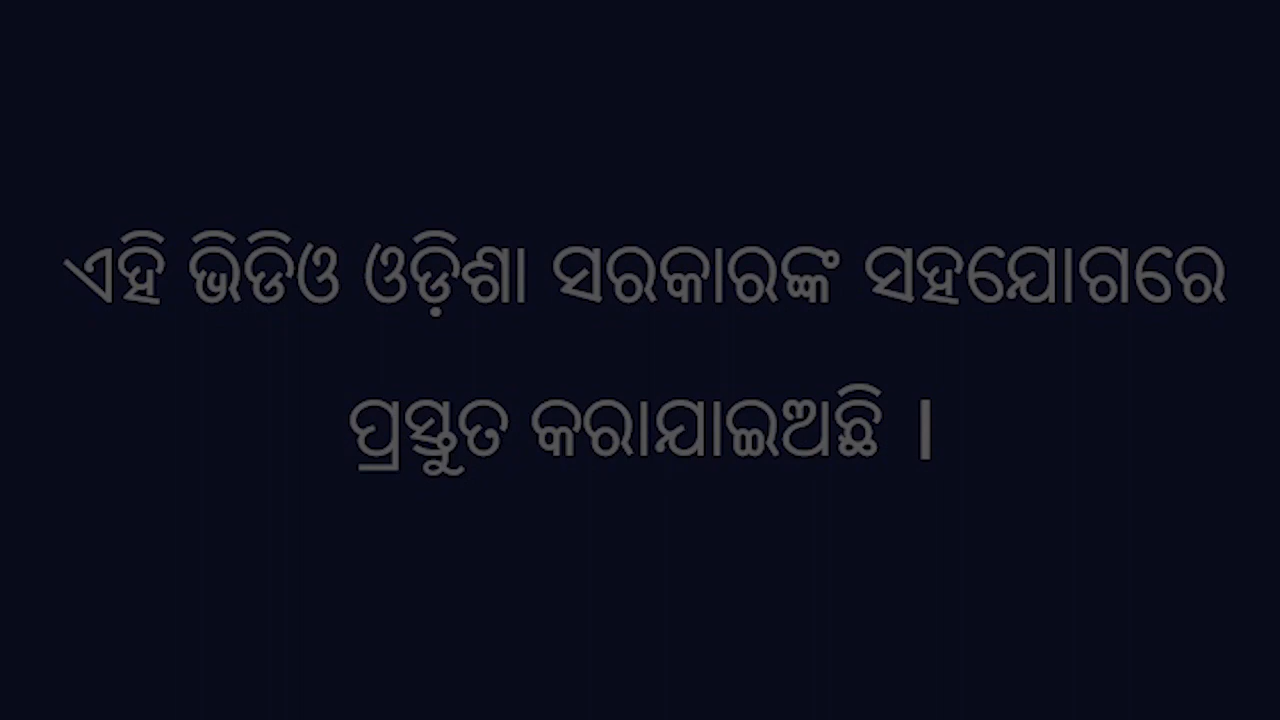 ଏହି ଭିଡିଓ ଓଡ଼ିଶା ସରକାରଙ୍କ ସହଯୋଗରେ
ପ୍ରସ୍ତୁତ କରାଯାଇଅଛି ।